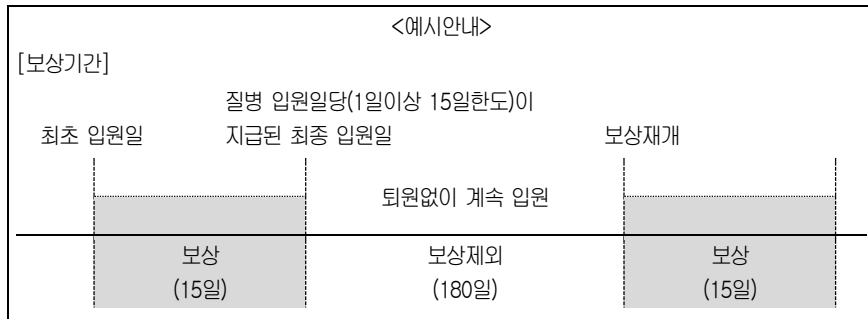 <예시안내>
[보상기간]
질병 입원일당(1일이상 15일한도)이
최초 입원일 지급된 최종 입원일 보상재개
퇴원없이 계속 입원
보상 보상제외 보상
(15일) (180일) (15일)